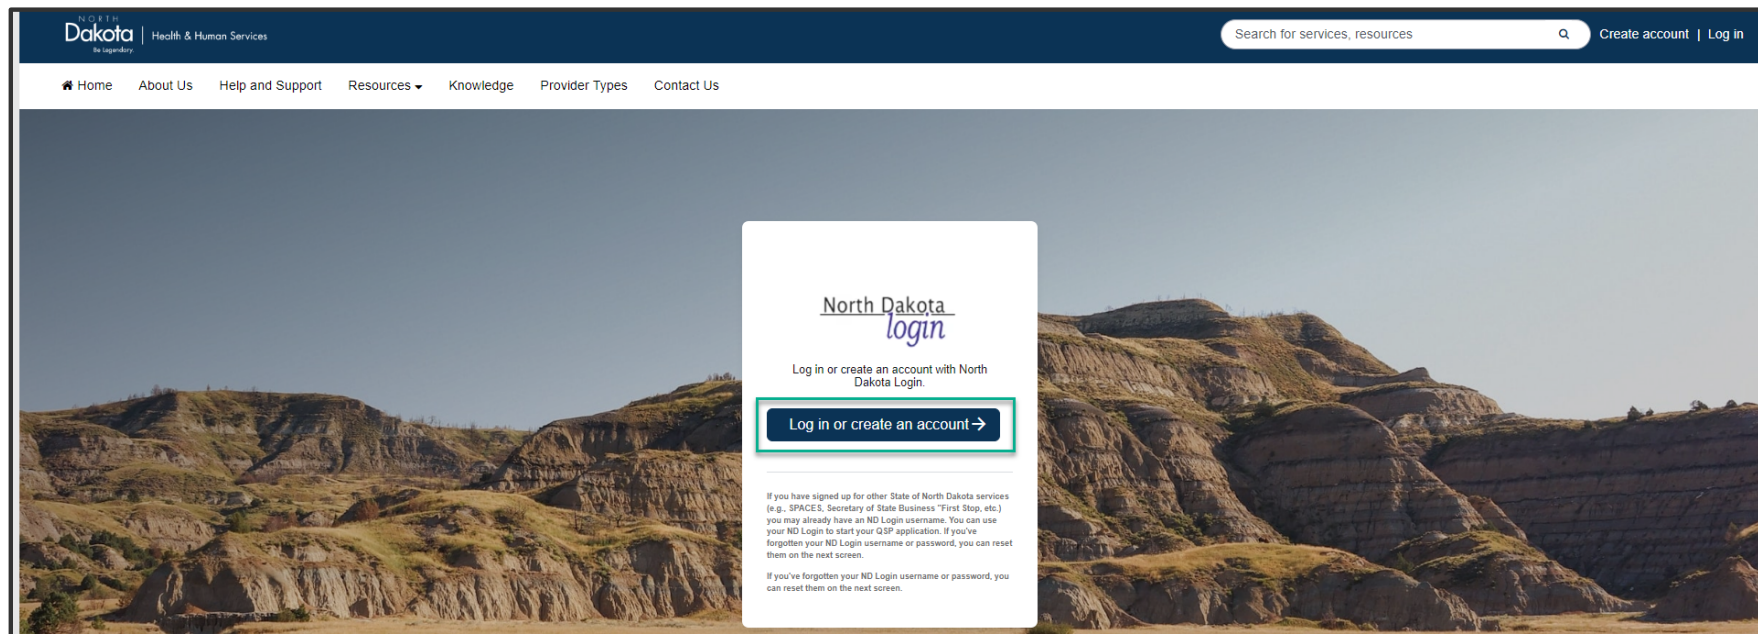 NORTH
Dakota | Health & Human Services
Be Legendary.
Search for services, resources
Create account | Log in
Home About Us Help and Support Resources Knowledge Provider Types Contact Us
North Dakota
login
Log in or create an account with North
Dakota Login.
Log in or create an account→
If you have signed up for other State of North Dakota services
(e.g., SPACES, Secretary of State Business "First Stop, etc.)
you may already have an ND Login username. You can use
your ND Login to start your QSP application. If you've
forgotten your ND Login username or password, you can reset
them on the next screen.
If you've forgotten your ND Login username or password, you
can reset them on the next screen.